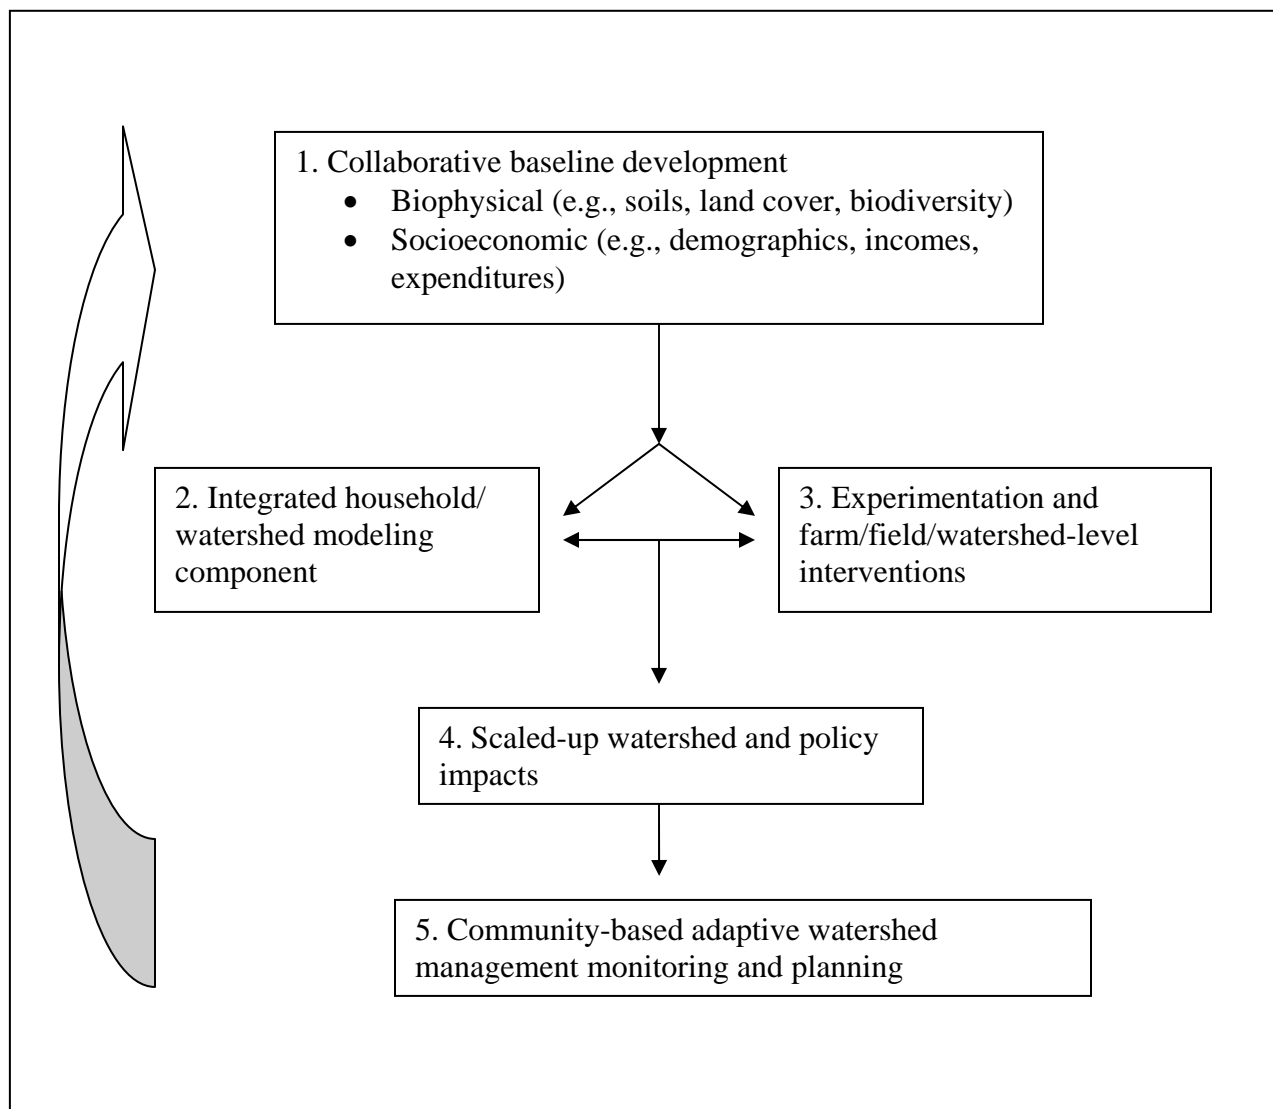 1. Collaborative baseline development
• Biophysical (e.g., soils, land cover, biodiversity)
• Socioeconomic (e.g., demographics, incomes,
expenditures)
2. Integrated household/
watershed modeling
component
3. Experimentation and
farm/field/watershed-level
interventions
4. Scaled-up watershed and policy
impacts
5. Community-based adaptive watershed
management monitoring and planning